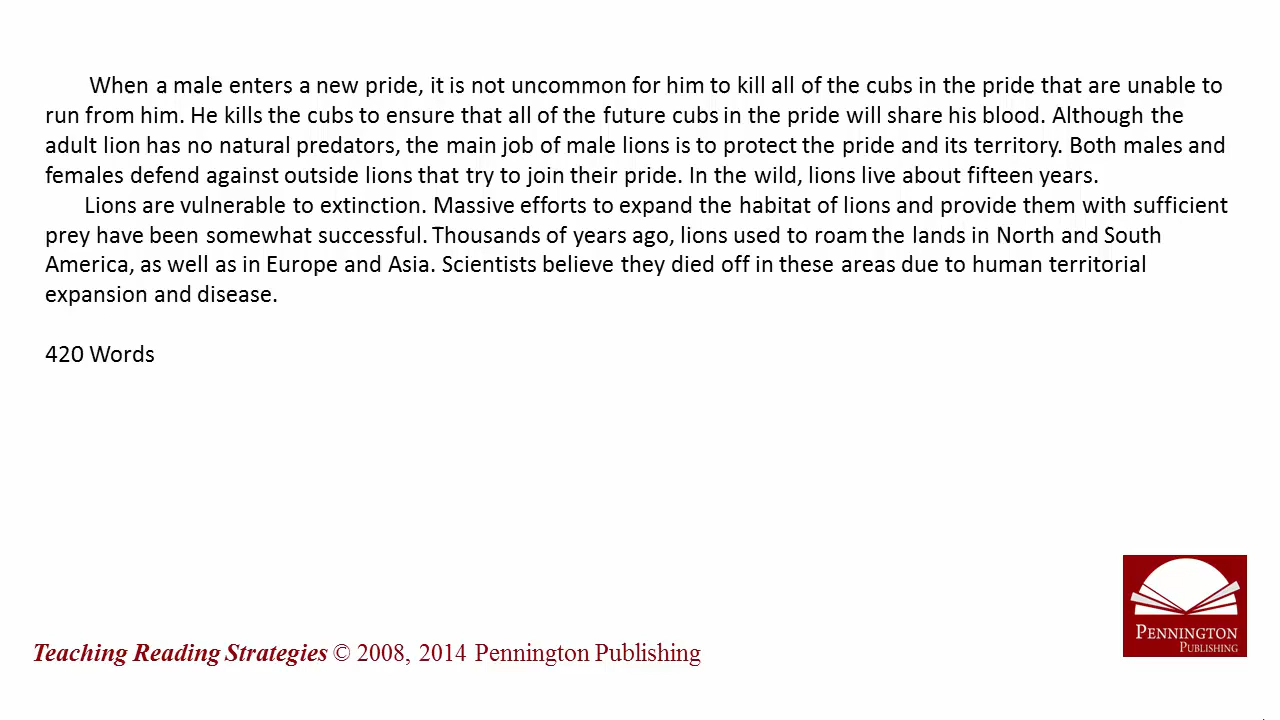 When a male enters a new pride, it is not uncommon for him to kill all of the cubs in the pride that are unable to
run from him. He kills the cubs to ensure that all of the future cubs in the pride will share his blood. Although the
adult lion has no natural predators, the main job of male lions is to protect the pride and its territory. Both males and
females defend against outside lions that try to join their pride. In the wild, lions live about fifteen years.
Lions are vulnerable to extinction. Massive efforts to expand the habitat of lions and provide them with sufficient
prey have been somewhat successful. Thousands of years ago, lions used to roam the lands in North and South
America, as well as in Europe and Asia. Scientists believe they died off in these areas due to human territorial
expansion and disease.
420 Words
Teaching Reading Strategies © 2008, 2014 Pennington Publishing
PENNINGTON
PUBLISHING